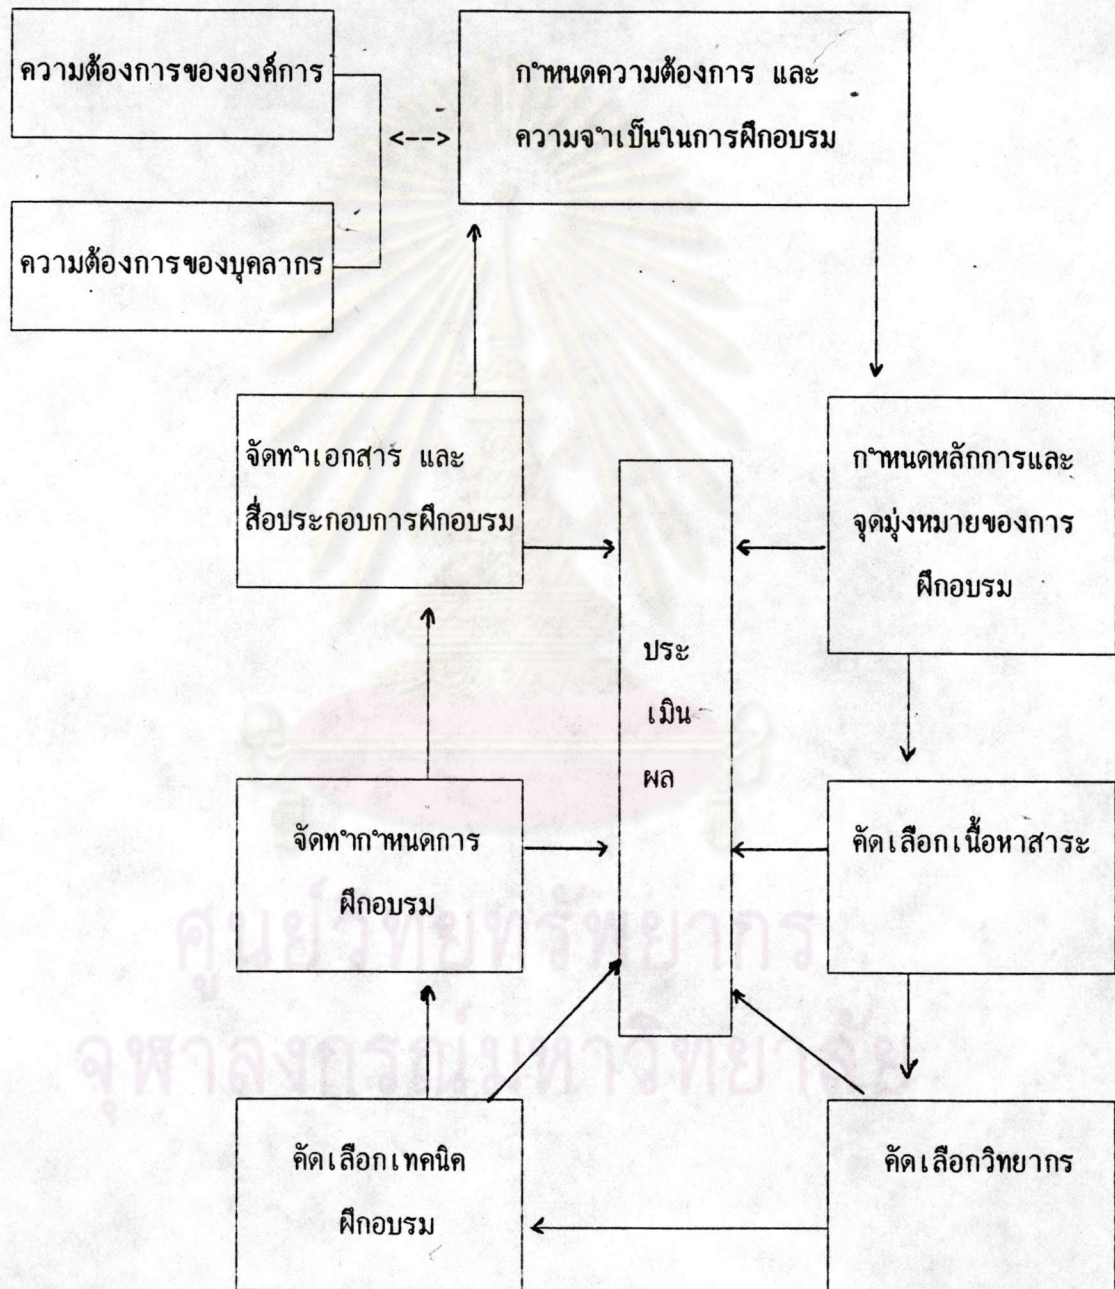 ความต้องการขององค์การ
กำหนดความต้องการ และ
ความจำเป็นในการฝึกอบรม
<-->
ความต้องการของบุคลากร
จัดทำเอกสาร และ
สื่อประกอบการฝึกอบรม
กำหนดหลักการและ
จุดมุ่งหมายของการ
ฝึกอบรม
ประ
เมิน
ผล
จัดทำกำหนดการ
ฝึกอบรม
คัดเลือกเนื้อหาสาระ
ศูนย์วิทยทรัพยากร
จุฬาลงกรณ์มหาวิทยาลัย
คัดเลือกเทคนิค
ฝึกอบรม
คัดเลือกวิทยากร